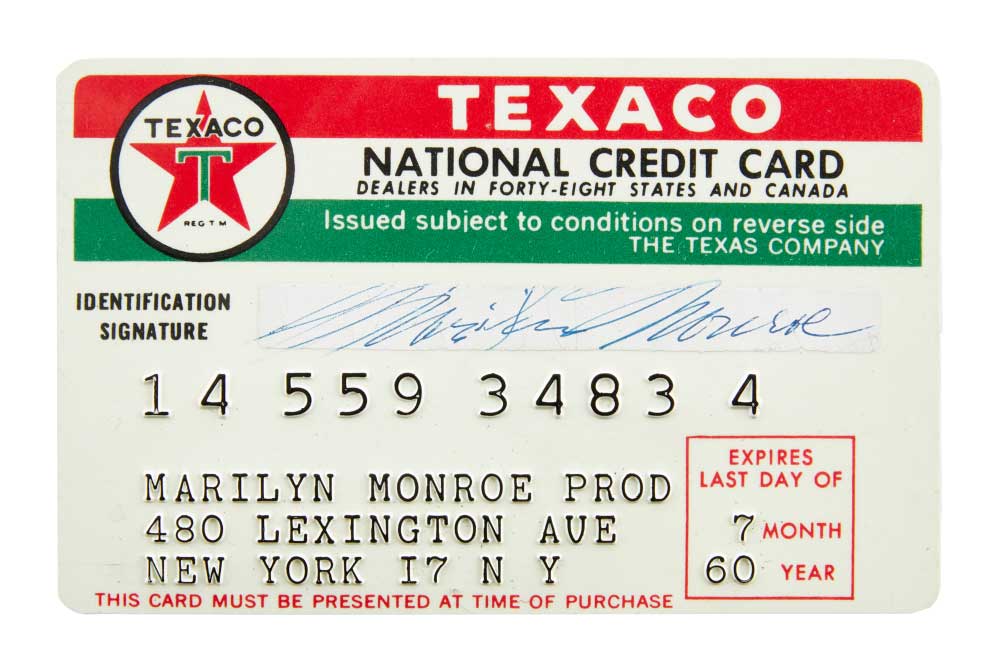 TEXACO
TEXACO
T
REG T M
NATIONAL CREDIT CARD
DEALERS IN FORTY-EIGHT STATES AND CANADA
Issued subject to conditions on reverse side
THE TEXAS COMPANY
IDENTIFICATION
SIGNATURE
Marilyn Monroe
14 559 3483 4
MARILYN MONROE PROD
480 LEXINGTON AVE
NEW YORK 17 N Y
EXPIRES
LAST DAY OF
7 MONTH
60 YEAR
THIS CARD MUST BE PRESENTED AT TIME OF PURCHASE